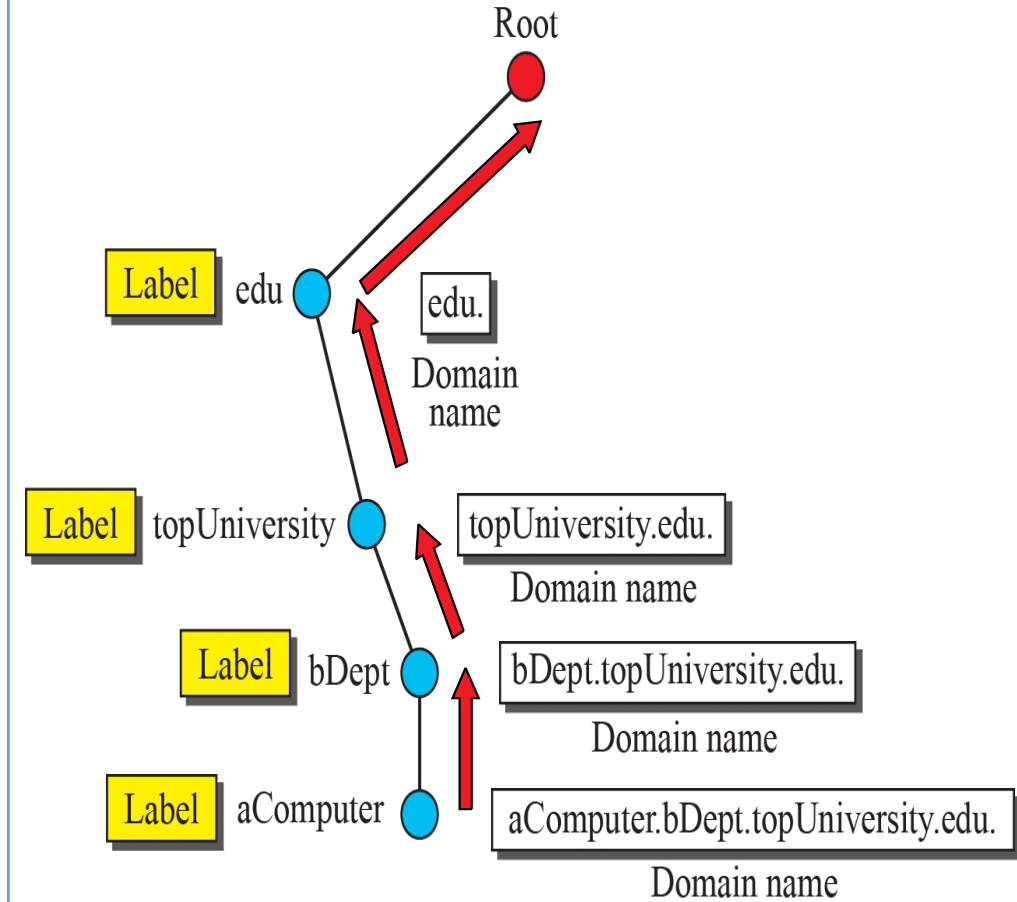 Root
Label edu
edu.
Domain
name
Label topUniversity
topUniversity.edu.
Domain name
Label bDept
bDept.topUniversity.edu.
Domain name
Label aComputer
aComputer.bDept.topUniversity.edu.
Domain name